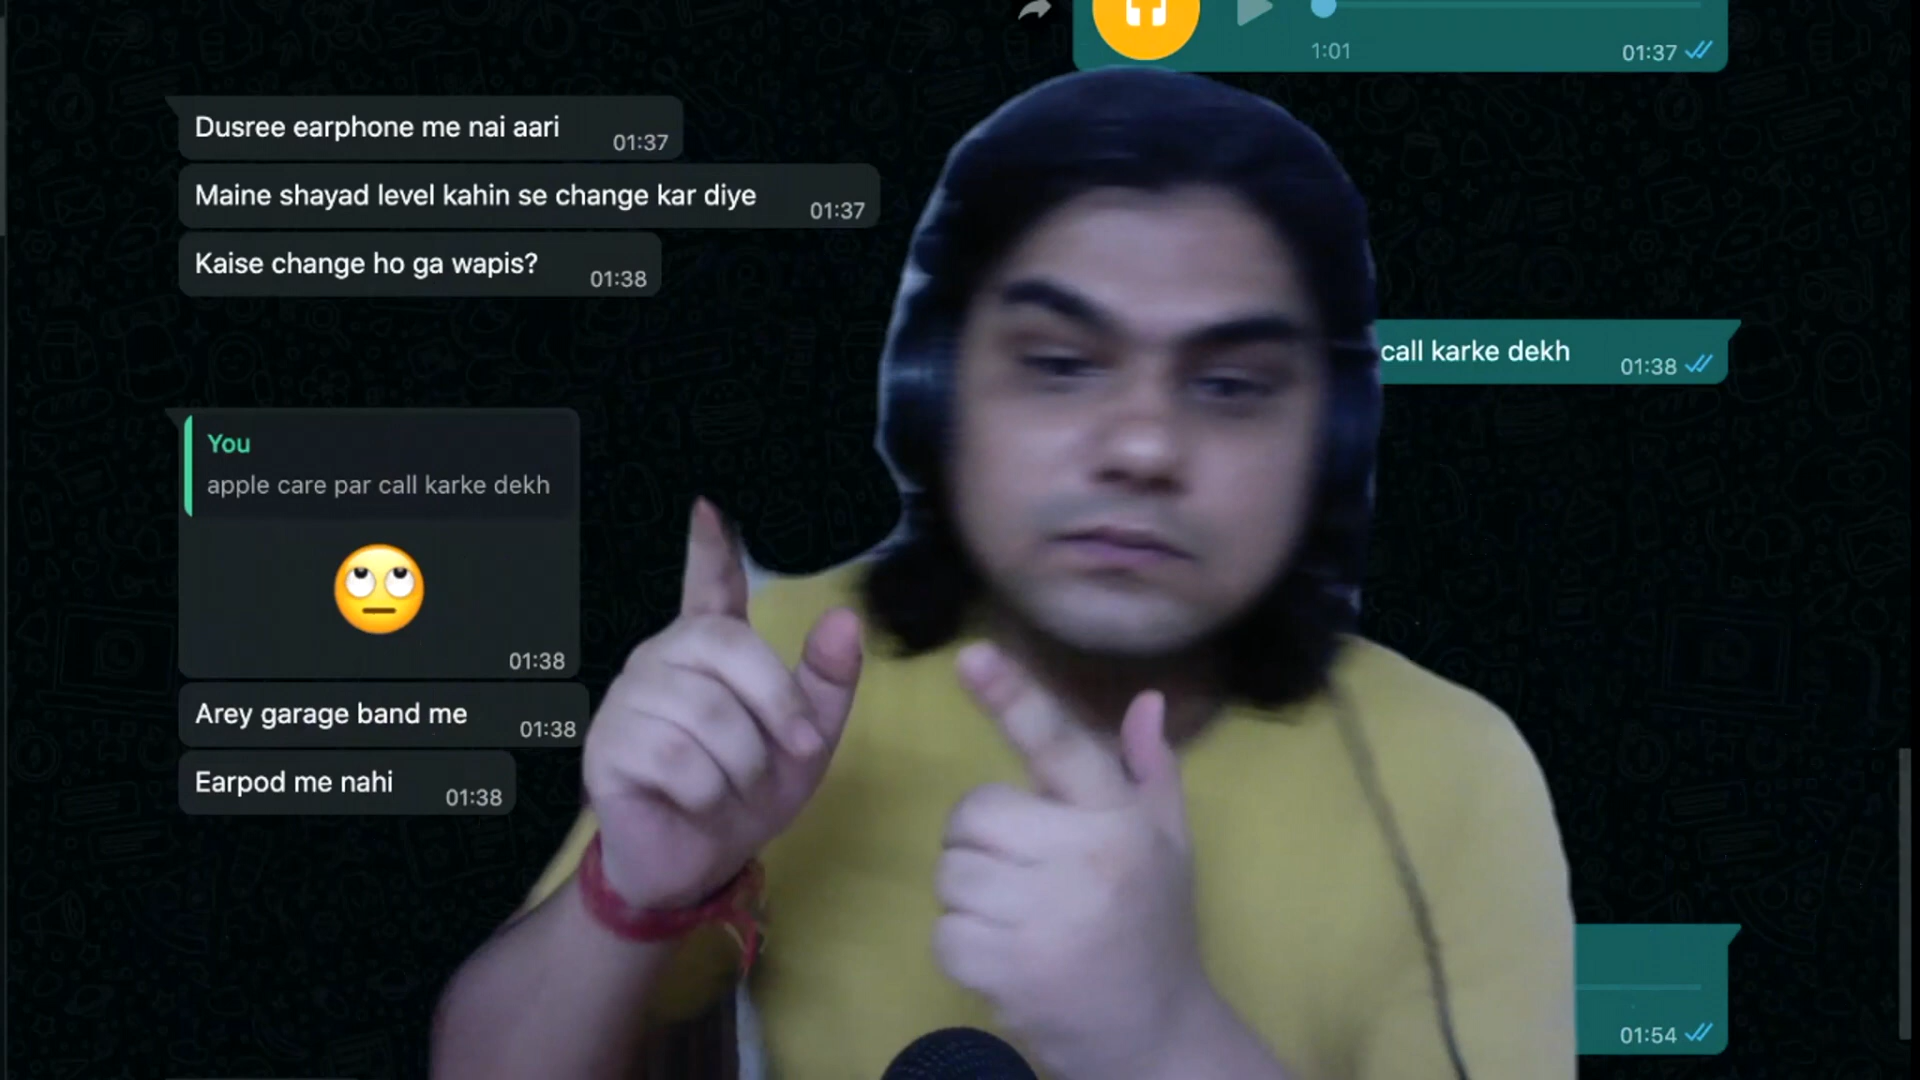 1:01
01:37
Dusree earphone me nai aari
01:37
Maine shayad level kahin se change kar diye
01:37
Kaise change ho ga wapis?
01:38
call karke dekh
01:38
You
apple care par call karke dekh
01:38
Arey garage band me
01:38
Earpod me nahi
01:38
01:54